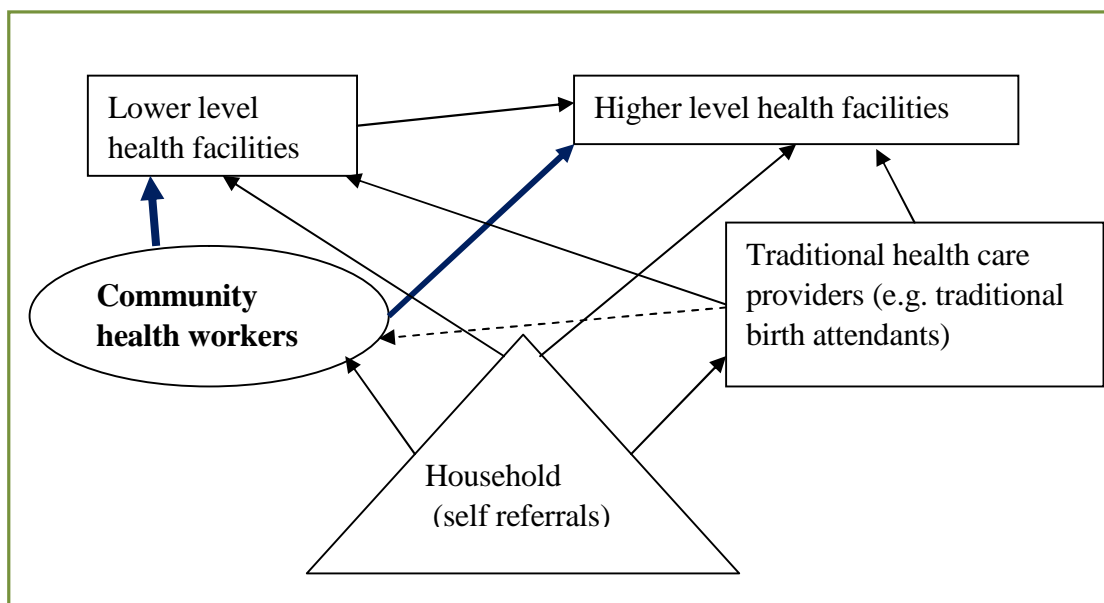 Lower level
health facilities
Higher level health facilities
Community
health workers
Traditional health care
providers (e.g. traditional
birth attendants)
Household
(self referrals)